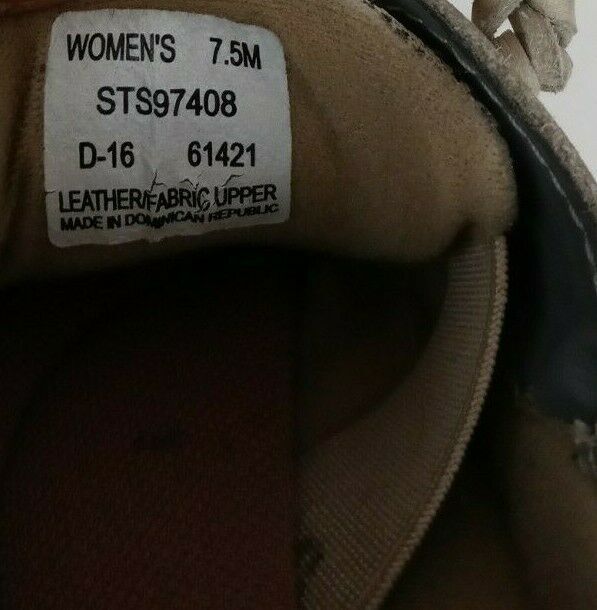 WOMEN'S 7.5M
STS97408
D-16 61421
LEATHER/FABRIC UPPER
MADE IN DOMINICAN REPUBLIC